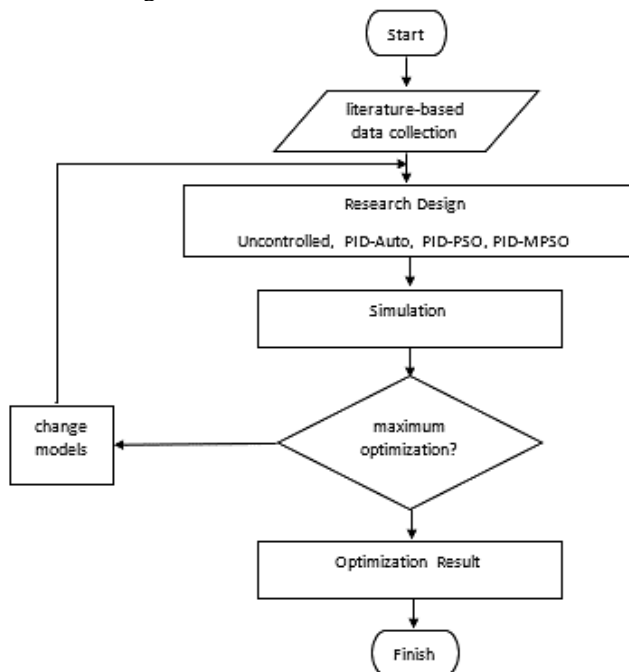 Start
literature-based
data collection
Research Design
Uncontrolled, PID-Auto, PID-PSO, PID-MPSO
Simulation
maximum
optimization?
change
models
Optimization Result
Finish